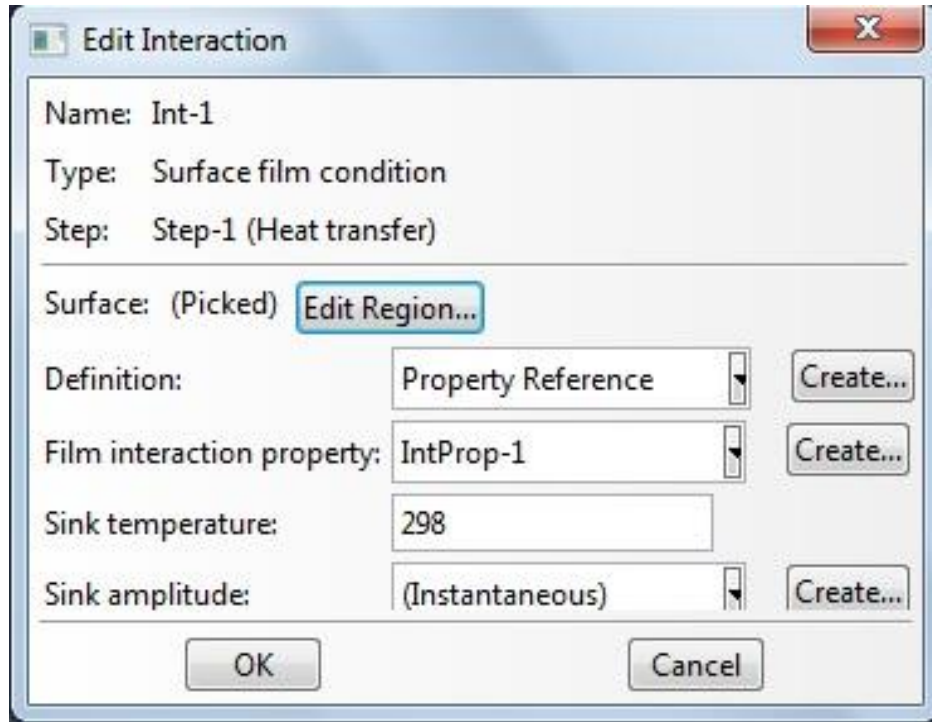 Edit Interaction
Name: Int-1
Type: Surface film condition
Step: Step-1 (Heat transfer)
Surface: (Picked) Edit Region...
Definition: Property Reference Create...
Film interaction property: IntProp-1 Create...
Sink temperature: 298
Sink amplitude: (Instantaneous) Create...
OK Cancel